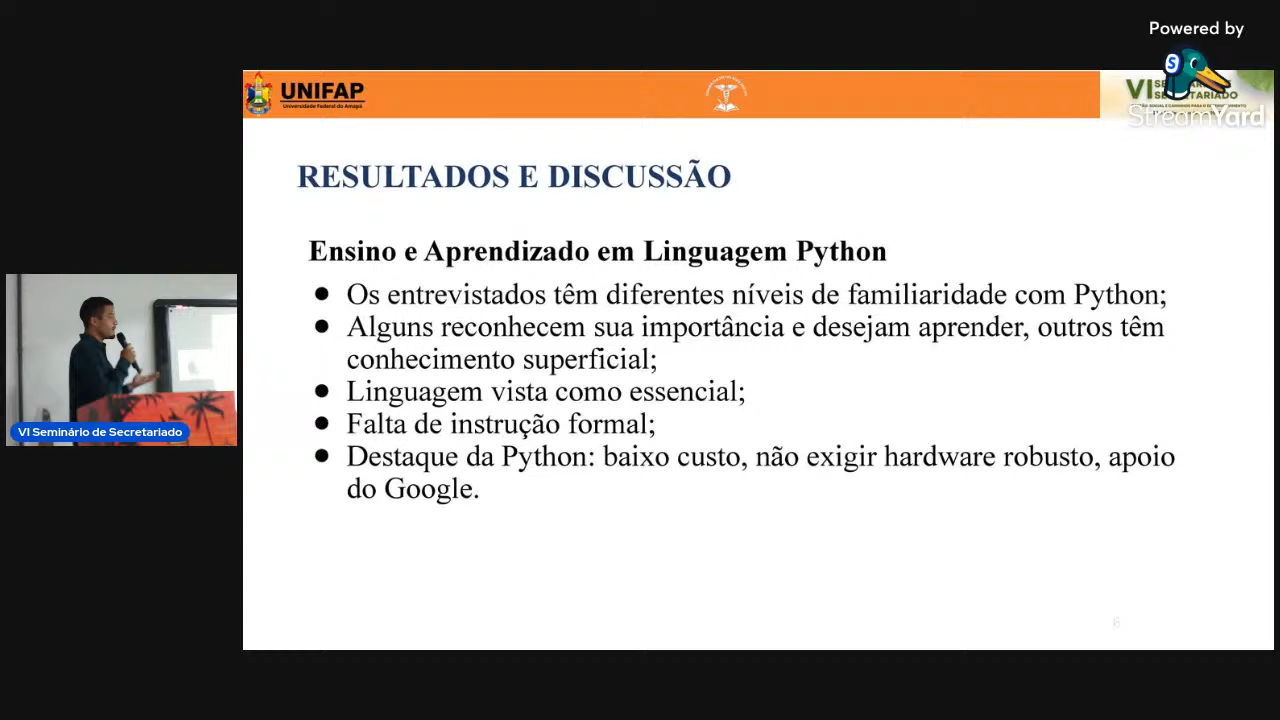 Powered by
StreamYard
UNIFAP
Universidade Federal do Amapá
VI
RESULTADOS E DISCUSSÃO
Ensino e Aprendizado em Linguagem Python
● Os entrevistados têm diferentes níveis de familiaridade com Python;
● Alguns reconhecem sua importância e desejam aprender, outros têm
conhecimento superficial;
● Linguagem vista como essencial;
● Falta de instrução formal;
● Destaque da Python: baixo custo, não exigir hardware robusto, apoio
do Google.
VI Seminário de Secretariado
6